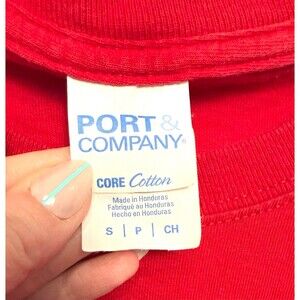 PORT &
COMPANY®
CORE Cotton
Made in Honduras
Fabriqué au Honduras
Hecho en Honduras
S | P | CH